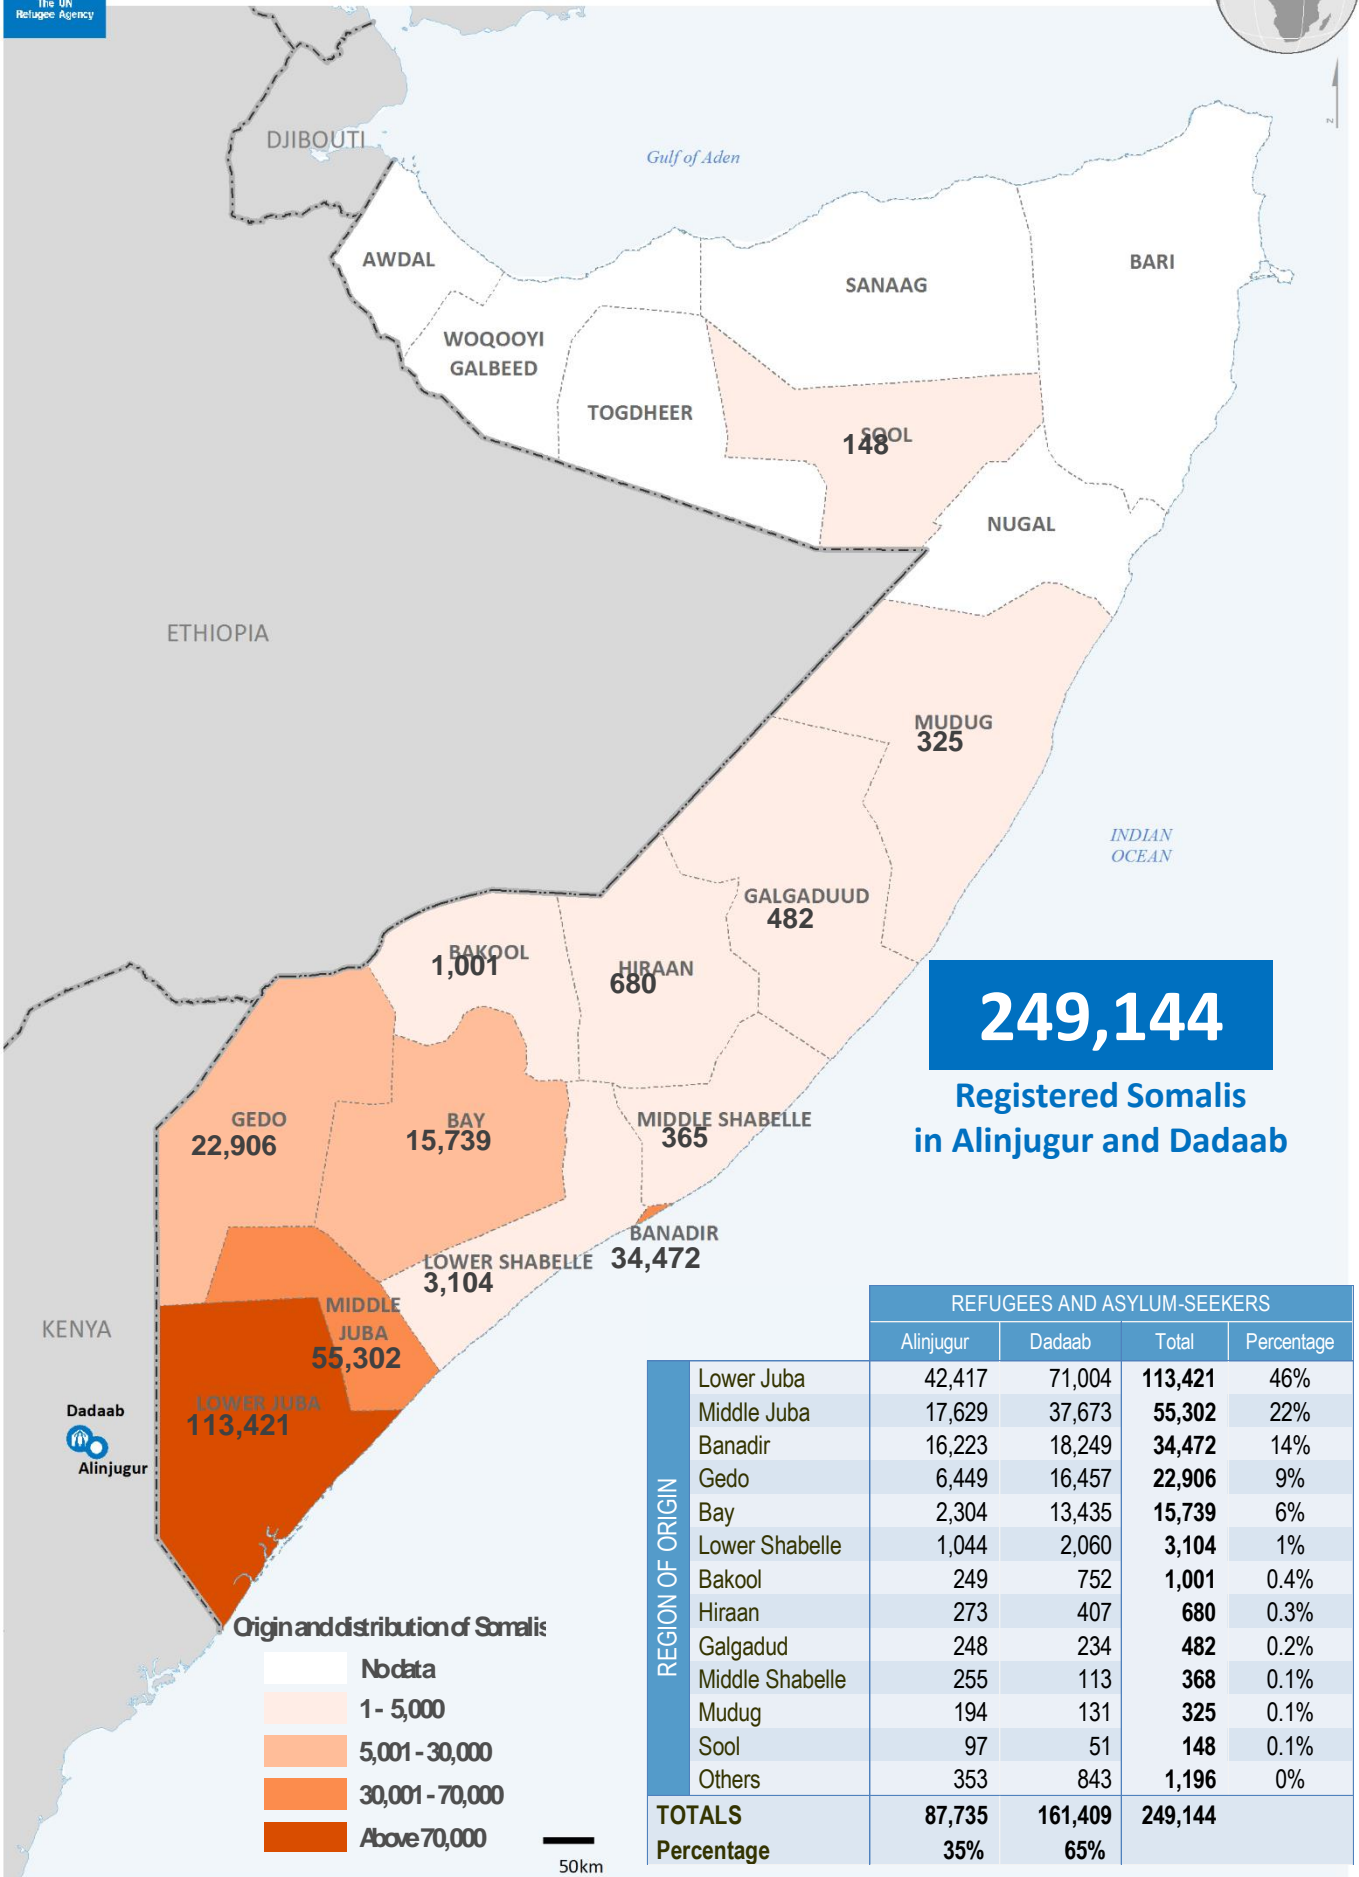 The UN
Refugee Agency
z
DJIBOUTI
Gulf of Aden
AWDAL
SANAAG
BARI
WOQOOYI
GALBEED
TOGDHEER
SOOL
148
NUGAL
ETHIOPIA
MUDUG
325
INDIAN
OCEAN
GALGADUUD
482
BAKOOL
1,001
HIRAAN
680
249,144
Registered Somalis
in Alinjugur and Dadaab
GEDO
22,906
BAY
15,739
MIDDLE SHABELLE
365
BANADIR
34,472
LOWER SHABELLE
3,104
MIDDLE
JUBA
55,302
KENYA
LOWER JUBA
113,421
Dadaab
Alinjugur
Origin and distribution of Somalis
No data
1 - 5,000
5,001 - 30,000
30,001 - 70,000
Above 70,000
50km
REFUGEES AND ASYLUM-SEEKERS
Alinjugur Dadaab Total Percentage
REGION OF ORIGIN
Lower Juba 42,417 71,004 113,421 46%
Middle Juba 17,629 37,673 55,302 22%
Banadir 16,223 18,249 34,472 14%
Gedo 6,449 16,457 22,906 9%
Bay 2,304 13,435 15,739 6%
Lower Shabelle 1,044 2,060 3,104 1%
Bakool 249 752 1,001 0.4%
Hiraan 273 407 680 0.3%
Galgadud 248 234 482 0.2%
Middle Shabelle 255 113 368 0.1%
Mudug 194 131 325 0.1%
Sool 97 51 148 0.1%
Others 353 843 1,196 0%
TOTALS 87,735 161,409 249,144
Percentage 35% 65%